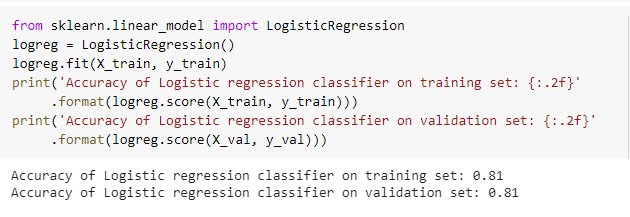 from sklearn.linear_model import LogisticRegression
logreg = LogisticRegression()
logreg.fit(X_train, y_train)
print('Accuracy of Logistic regression classifier on training set: {:.2f}'
     .format(logreg.score(X_train, y_train)))
print('Accuracy of Logistic regression classifier on validation set: {:.2f}'
     .format(logreg.score(X_val, y_val)))
Accuracy of Logistic regression classifier on training set: 0.81
Accuracy of Logistic regression classifier on validation set: 0.81